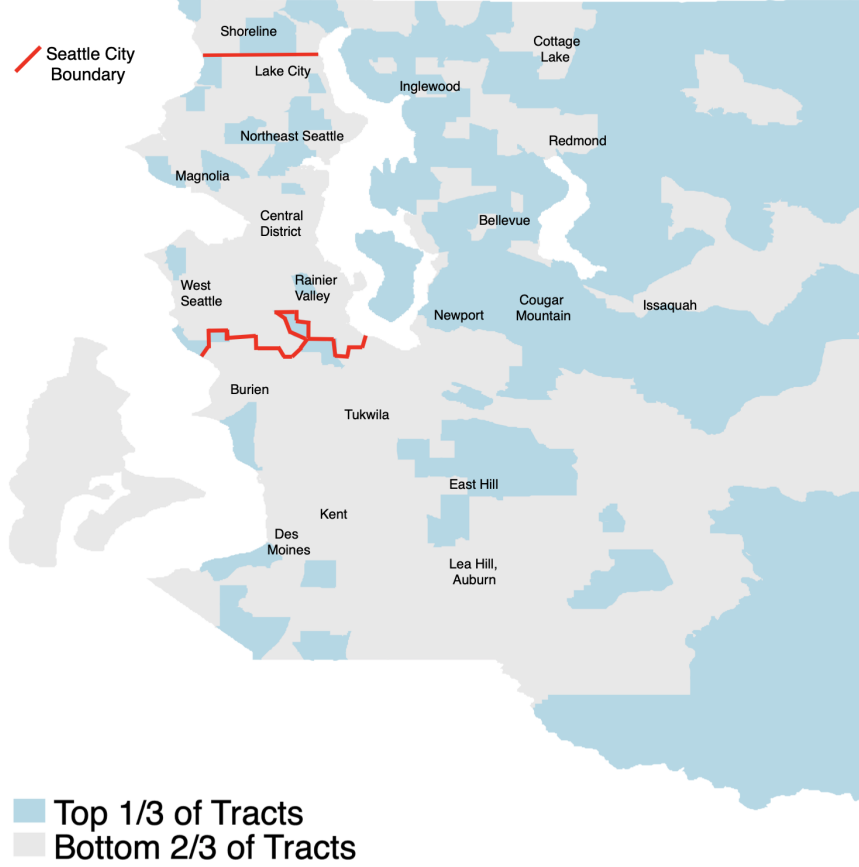 Shoreline
Cottage
Lake
Seattle City
Boundary
Lake City
Inglewood
Northeast Seattle
Redmond
Magnolia
Central
District
Bellevue
West
Seattle
Rainier
Valley
Newport
Cougar
Mountain
Issaquah
Burien
Tukwila
East Hill
Kent
Des
Moines
Lea Hill,
Auburn
Top 1/3 of Tracts
Bottom 2/3 of Tracts